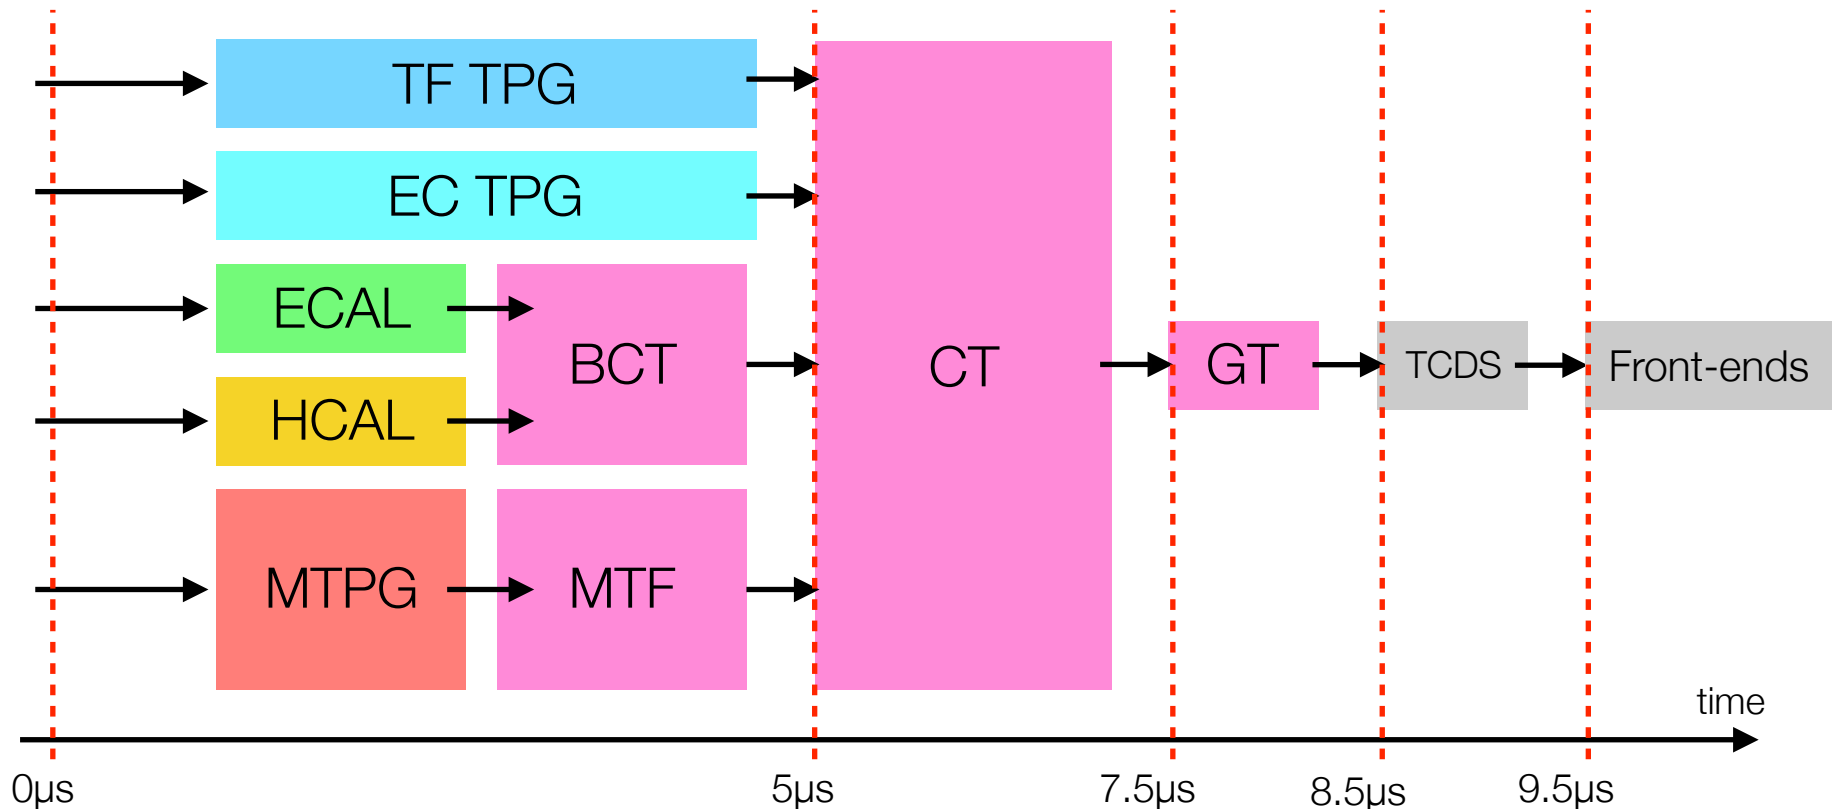 TF TPG
EC TPG
ECAL
HCAL
BCT
MTPG
MTF
CT
GT
TCDS
Front-ends
time
0µs
5µs
7.5µs
8.5µs
9.5µs